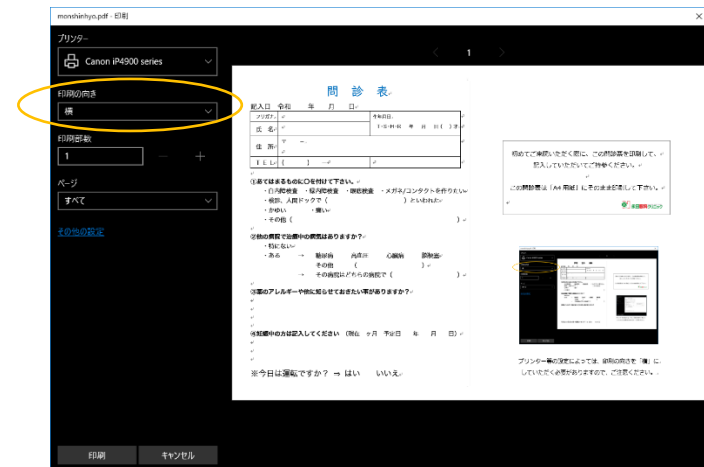 monshinhyo.pdf - 印刷
プリンター
Canon iP4900 series
印刷の向き
横
印刷部数
1
ページ
すべて
その他の設定
印刷
キャンセル
1
問 診 表
記入日 令和 年 月 日
フリガナ
生年月日
氏 名
住 所 〒 -
TEL ( ) -
①あてはまるものに○を付けて下さい。
・白内障検査 ・緑内障検査 ・眼底検査 ・メガネ/コンタクトを作りたい
・検診、人間ドックで( )といわれた
・かゆい ・痛い
・その他( )
②他の病院で治療中の病気はありますか？
・特にない
・ある → 糖尿病 高血圧 心臓病
その他 ( )
→ その病院はどちらの病院で( )
③薬のアレルギーや他に知らせておきたい事がありますか？
④妊娠中の方は記入してください (現在 ヶ月 予定日 年 月 日)
※今日は運転ですか？ → はい いいえ
初めてご来院いただく際に、この問診票を印刷して、
記入していただいてご持参ください。
この問診票は「A4 用紙」にそのまま印刷して下さい。
プリンター等の設定によっては、印刷の向きを「横」に
していただく必要がありますので、ご注意ください。